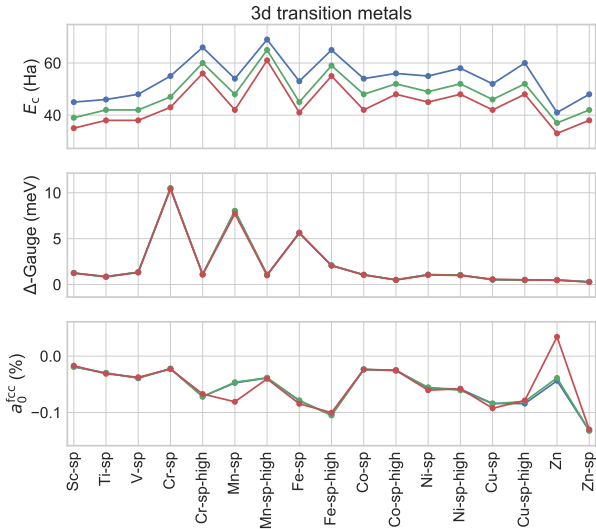 3d transition metals
E_c (Ha)
60
40
Δ-Gauge (meV)
10
5
0
a_0^fcc (%)
0.0
−0.1
Sc-sp
Ti-sp
V-sp
Cr-sp
Cr-sp-high
Mn-sp
Mn-sp-high
Fe-sp
Fe-sp-high
Co-sp
Co-sp-high
Ni-sp
Ni-sp-high
Cu-sp
Cu-sp-high
Zn
Zn-sp